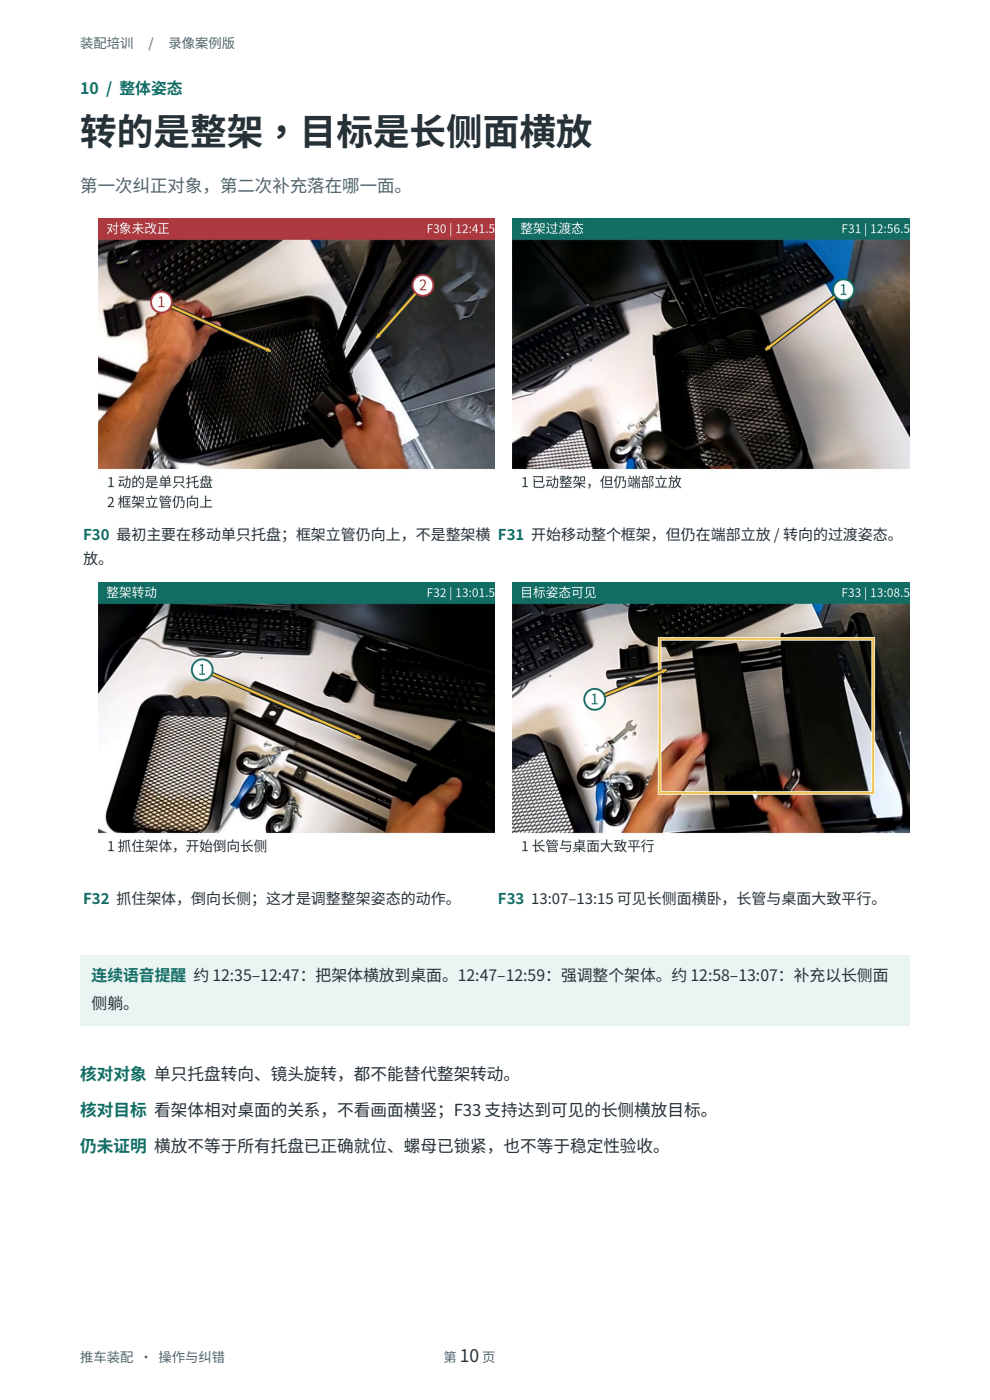 装配培训 / 录像案例版
10 / 整体姿态
转的是整架，目标是长侧面横放
第一次纠正对象，第二次补充落在哪一面。
对象未改正 F30 | 12:41.5
整架过渡态 F31 | 12:56.5
1
2
1
1 动的是单只托盘
2 框架立管仍向上
1 已动整架，但仍端部立放
F30 最初主要在移动单只托盘；框架立管仍向上，不是整架横
放。
F31 开始移动整个框架，但仍在端部立放 / 转向的过渡姿态。
整架转动 F32 | 13:01.5
目标姿态可见 F33 | 13:08.5
1
1
1 抓住架体，开始倒向长侧
1 长管与桌面大致平行
F32 抓住架体，倒向长侧；这才是调整整架姿态的动作。
F33 13:07–13:15 可见长侧面横卧，长管与桌面大致平行。
连续语音提醒 约 12:35–12:47：把架体横放到桌面。12:47–12:59：强调整个架体。约 12:58–13:07：补充以长侧面
侧躺。
核对对象 单只托盘转向、镜头旋转，都不能替代整架转动。
核对目标 看架体相对桌面的关系，不看画面横竖；F33 支持达到可见的长侧横放目标。
仍未证明 横放不等于所有托盘已正确就位、螺母已锁紧，也不等于稳定性验收。
推车装配 · 操作与纠错
第 10 页